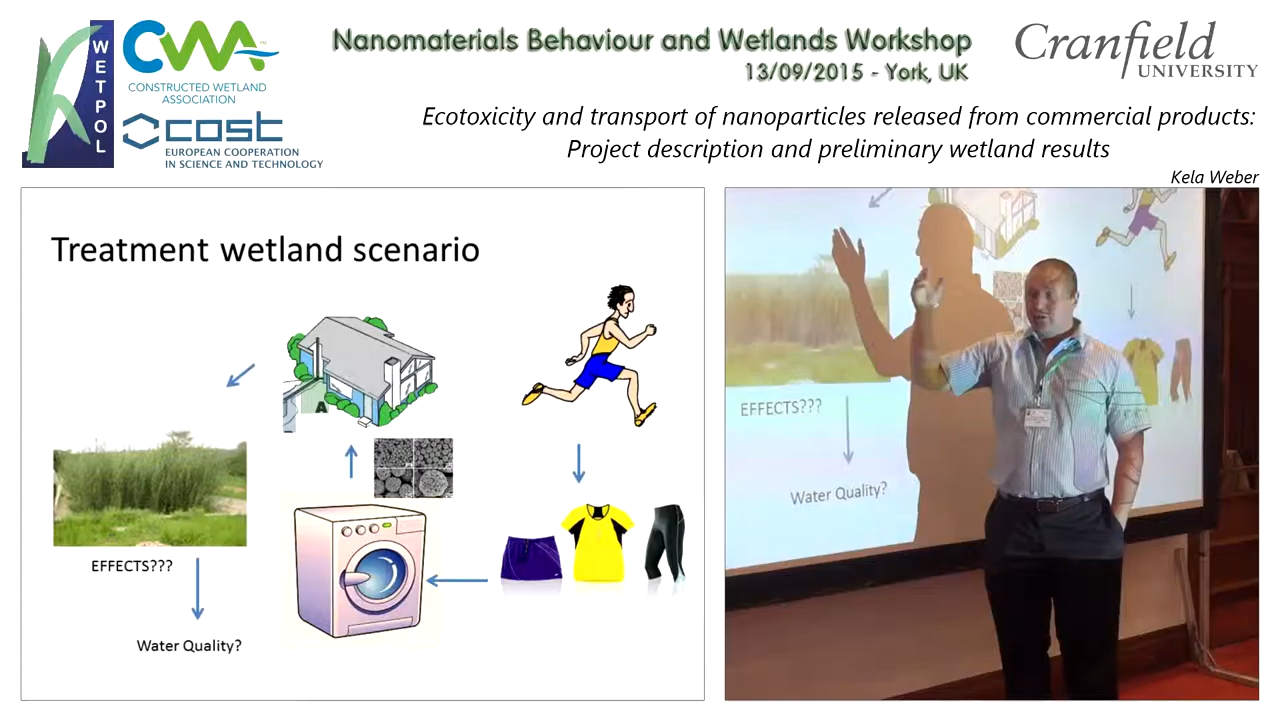 WETPOL
CWA
CONSTRUCTED WETLAND
ASSOCIATION
cost
EUROPEAN COOPERATION
IN SCIENCE AND TECHNOLOGY
Nanomaterials Behaviour and Wetlands Workshop
13/09/2015 - York, UK
Cranfield
UNIVERSITY
Ecotoxicity and transport of nanoparticles released from commercial products:
Project description and preliminary wetland results
Kela Weber
Treatment wetland scenario
A
EFFECTS???
Water Quality?
EFFECTS???
Water Quality?